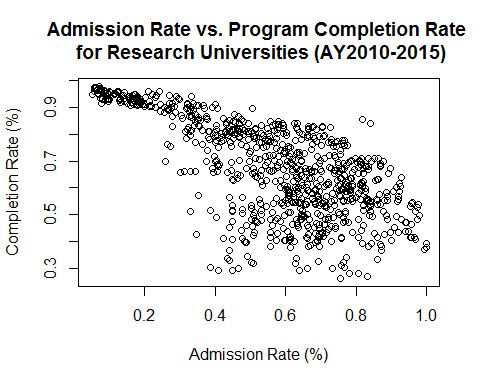 Admission Rate vs. Program Completion Rate
for Research Universities (AY2010-2015)
Completion Rate (%)
0.9
0.7
0.5
0.3
0.2
0.4
0.6
0.8
1.0
Admission Rate (%)